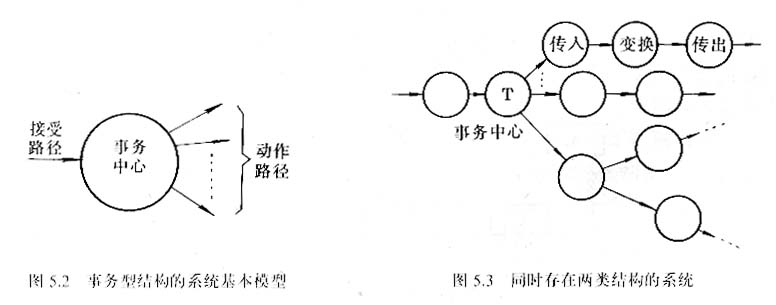 接受
路径
事务
中心
动作
路径
图 5.2 事务型结构的系统基本模型
传入
变换
传出
T
事务中心
图 5.3 同时存在两类结构的系统